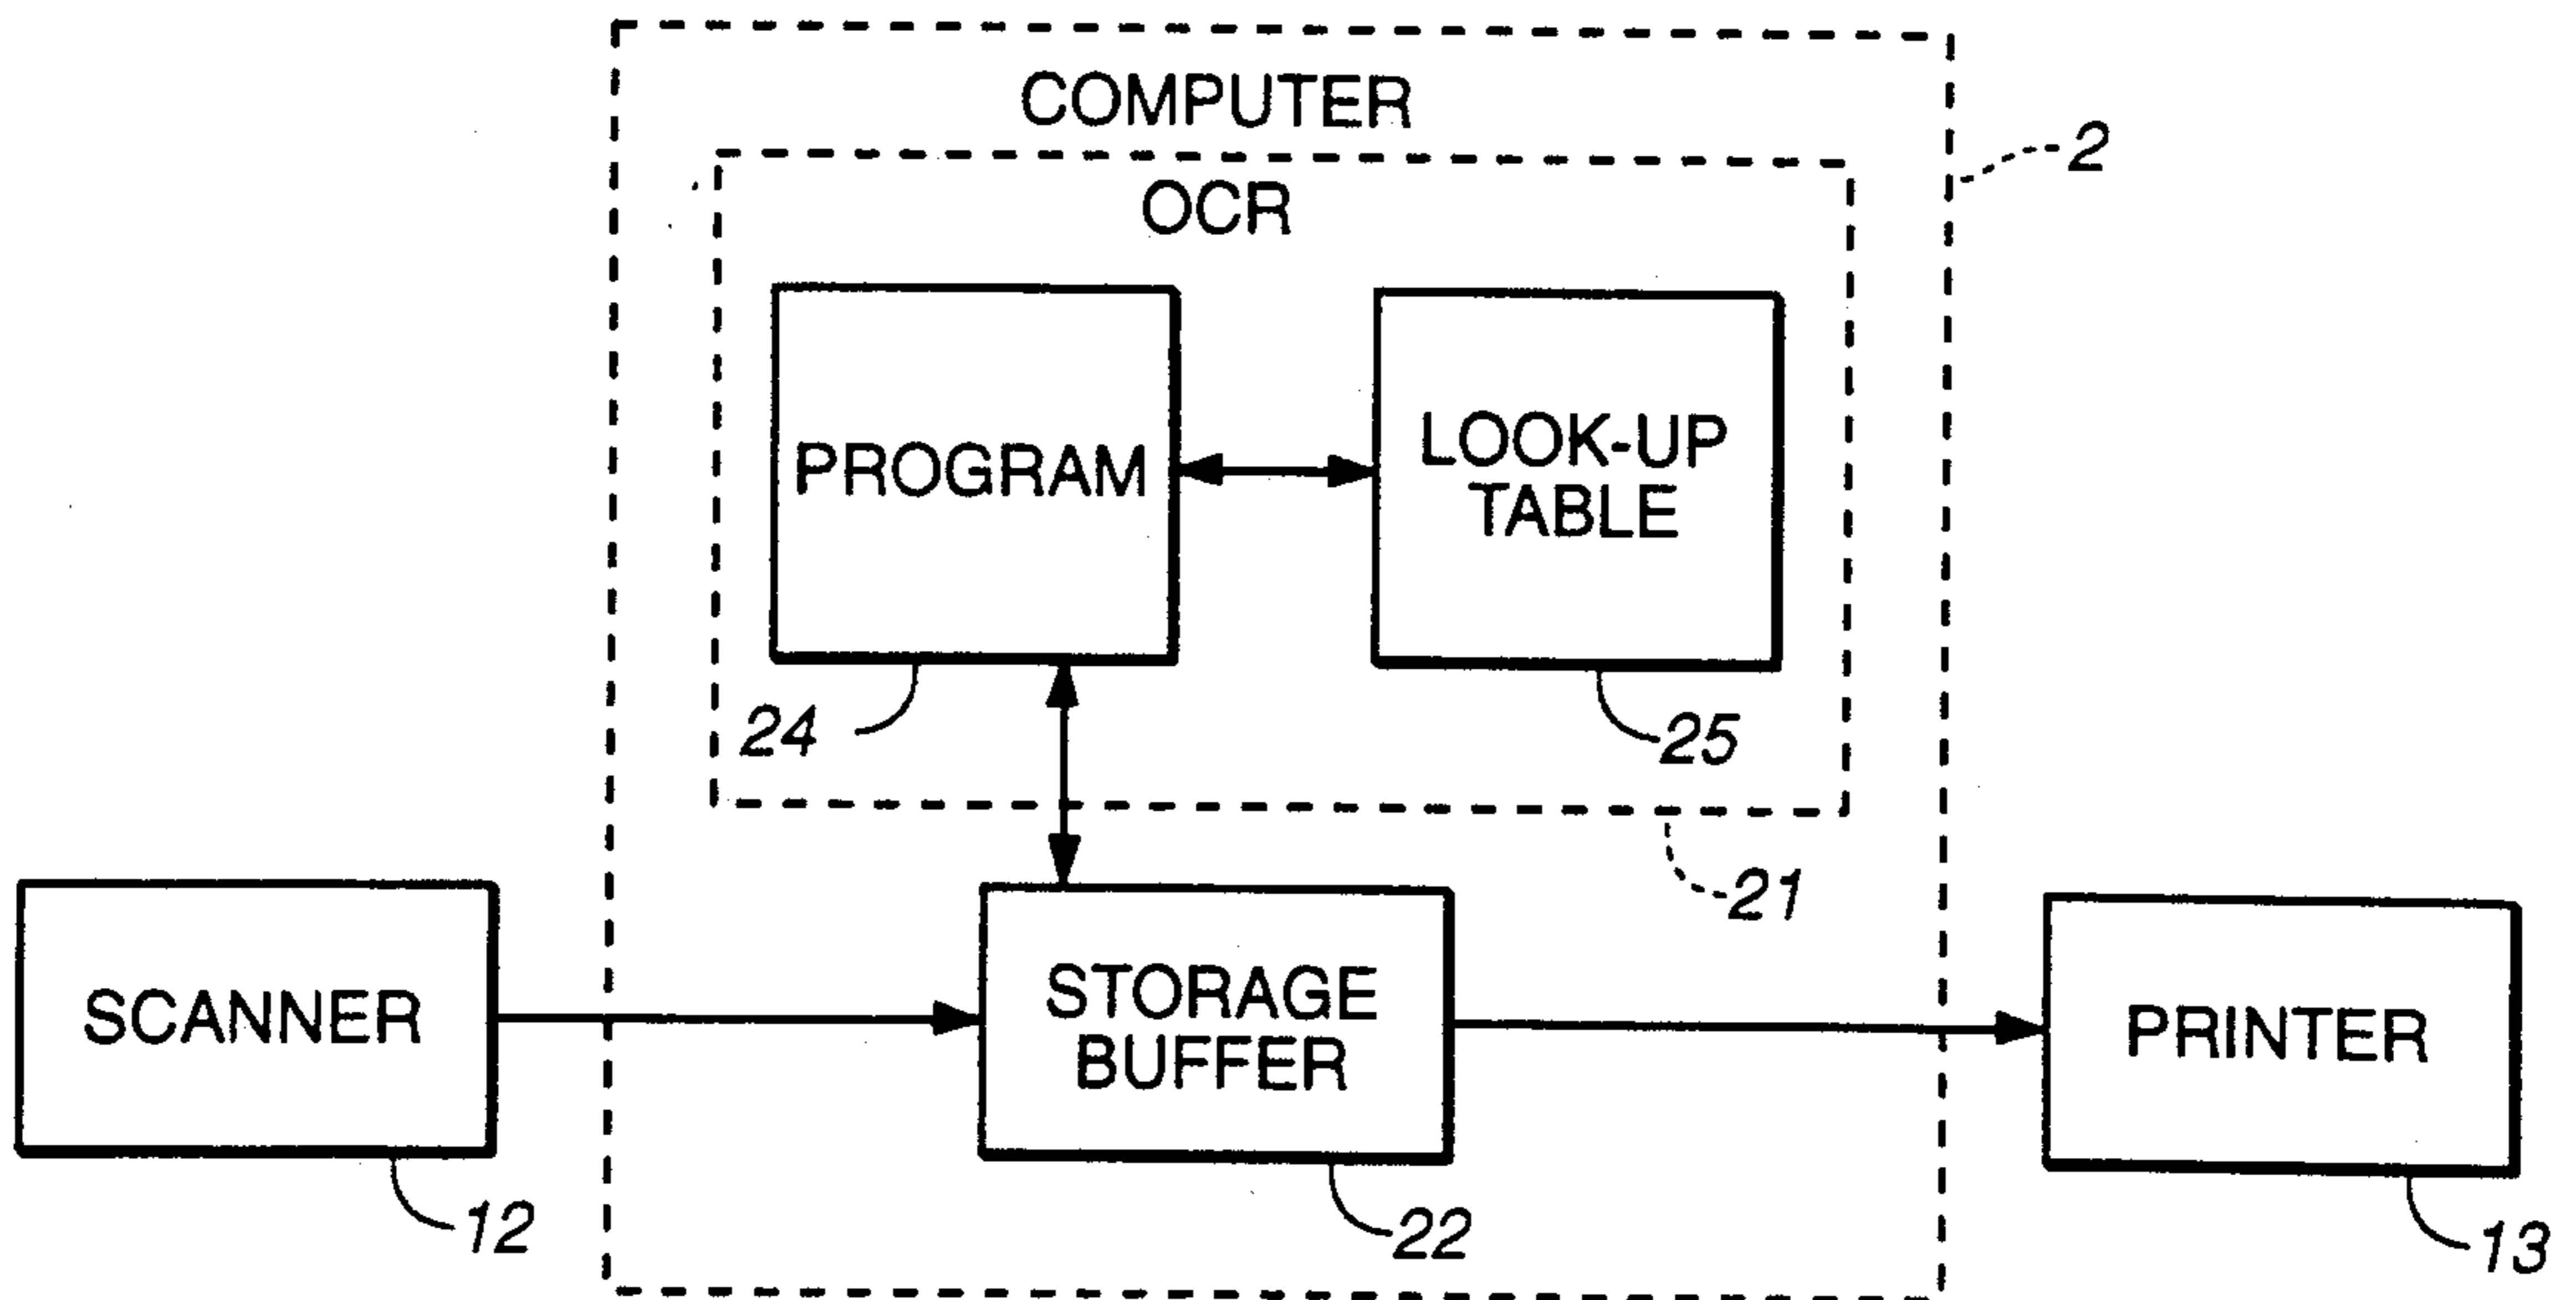 COMPUTER
2
OCR
PROGRAM
LOOK-UP
TABLE
24
25
21
SCANNER
STORAGE
BUFFER
PRINTER
12
22
13